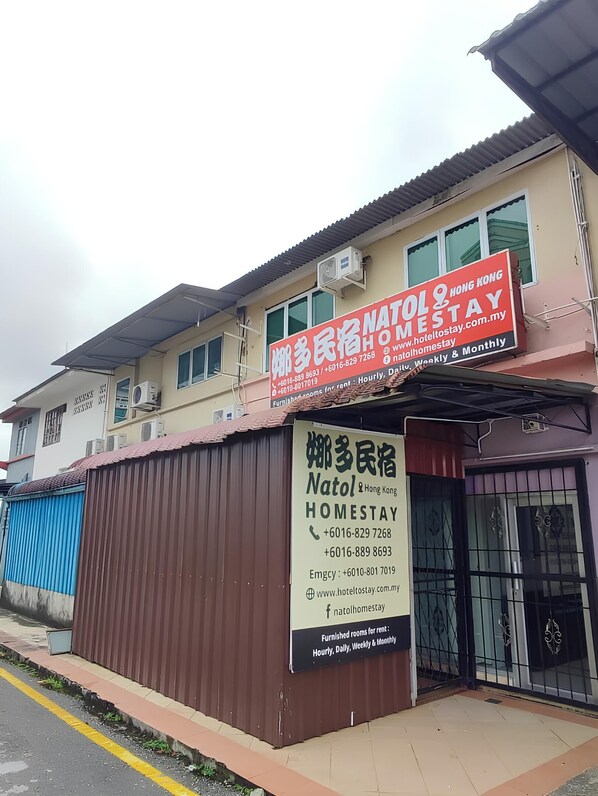 娜多民宿 NATOL HONG KONG
HOMESTAY
+6016-889 8693 / +6016-829 7268
www.hoteltostay.com.my
+6010-8017019
natolhomestay
Furnished rooms for rent : Hourly, Daily, Weekly & Monthly
娜多民宿
Natol Hong Kong
HOMESTAY
+6016-829 7268
+6016-889 8693
Emgcy : +6010-801 7019
www.hoteltostay.com.my
natolhomestay
Furnished rooms for rent :
Hourly, Daily, Weekly & Monthly